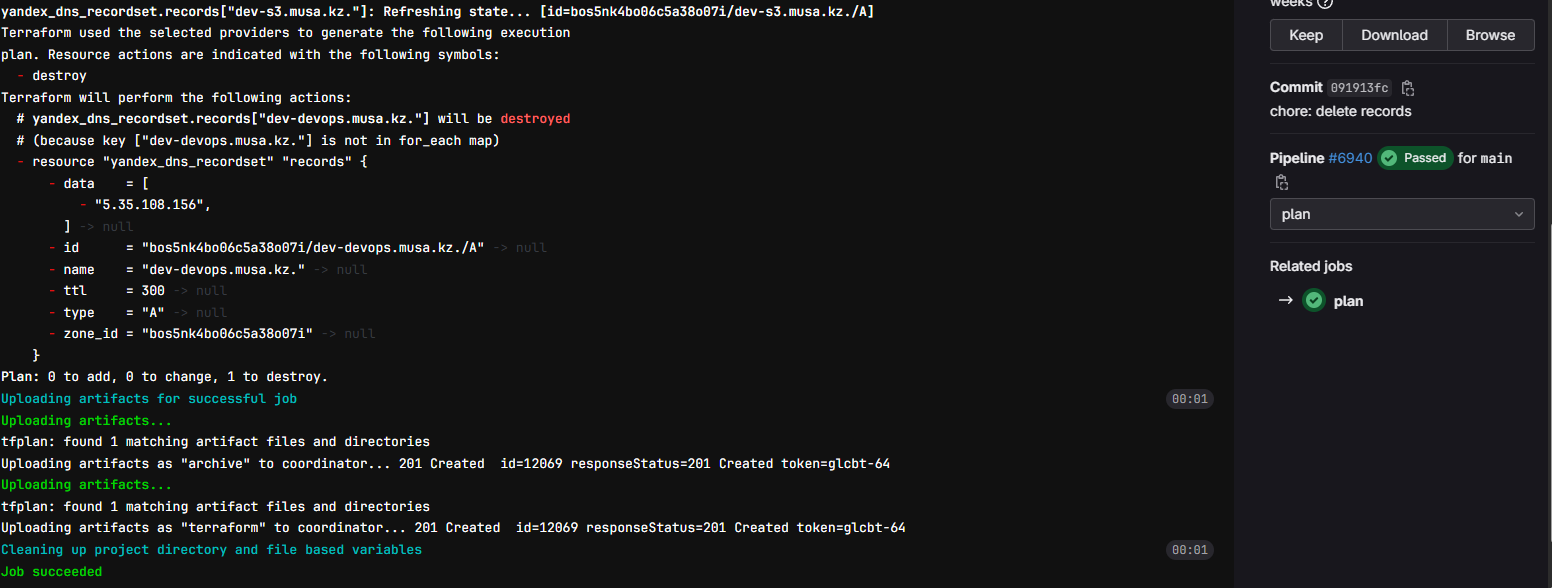 yandex_dns_recordset.records["dev-s3.musa.kz."]: Refreshing state... [id=bos5nk4bo06c5a38o07i/dev-s3.musa.kz./A]
Terraform used the selected providers to generate the following execution
plan. Resource actions are indicated with the following symbols:
- destroy
Terraform will perform the following actions:
# yandex_dns_recordset.records["dev-devops.musa.kz."] will be destroyed
# (because key ["dev-devops.musa.kz."] is not in for_each map)
- resource "yandex_dns_recordset" "records" {
- data = [
- "5.35.108.156",
] -> null
- id = "bos5nk4bo06c5a38o07i/dev-devops.musa.kz./A" -> null
- name = "dev-devops.musa.kz." -> null
- ttl = 300 -> null
- type = "A" -> null
- zone_id = "bos5nk4bo06c5a38o07i" -> null
}
Plan: 0 to add, 0 to change, 1 to destroy.
Uploading artifacts for successful job 00:01
Uploading artifacts...
tfplan: found 1 matching artifact files and directories
Uploading artifacts as "archive" to coordinator... 201 Created id=12069 responseStatus=201 Created token=glcbt-64
Uploading artifacts...
tfplan: found 1 matching artifact files and directories
Uploading artifacts as "terraform" to coordinator... 201 Created id=12069 responseStatus=201 Created token=glcbt-64
Cleaning up project directory and file based variables 00:01
Job succeeded
weeks ?
Keep Download Browse
Commit 091913fc
chore: delete records
Pipeline #6940 Passed for main
plan
Related jobs
→ plan